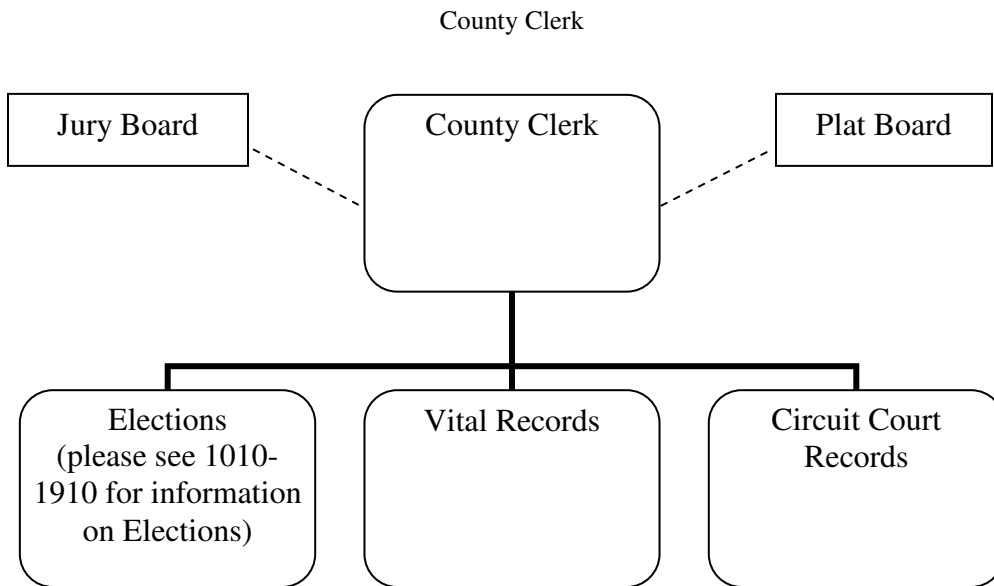 County Clerk
Jury Board
County Clerk
Plat Board
Elections
(please see 1010-
1910 for information
on Elections)
Vital Records
Circuit Court
Records